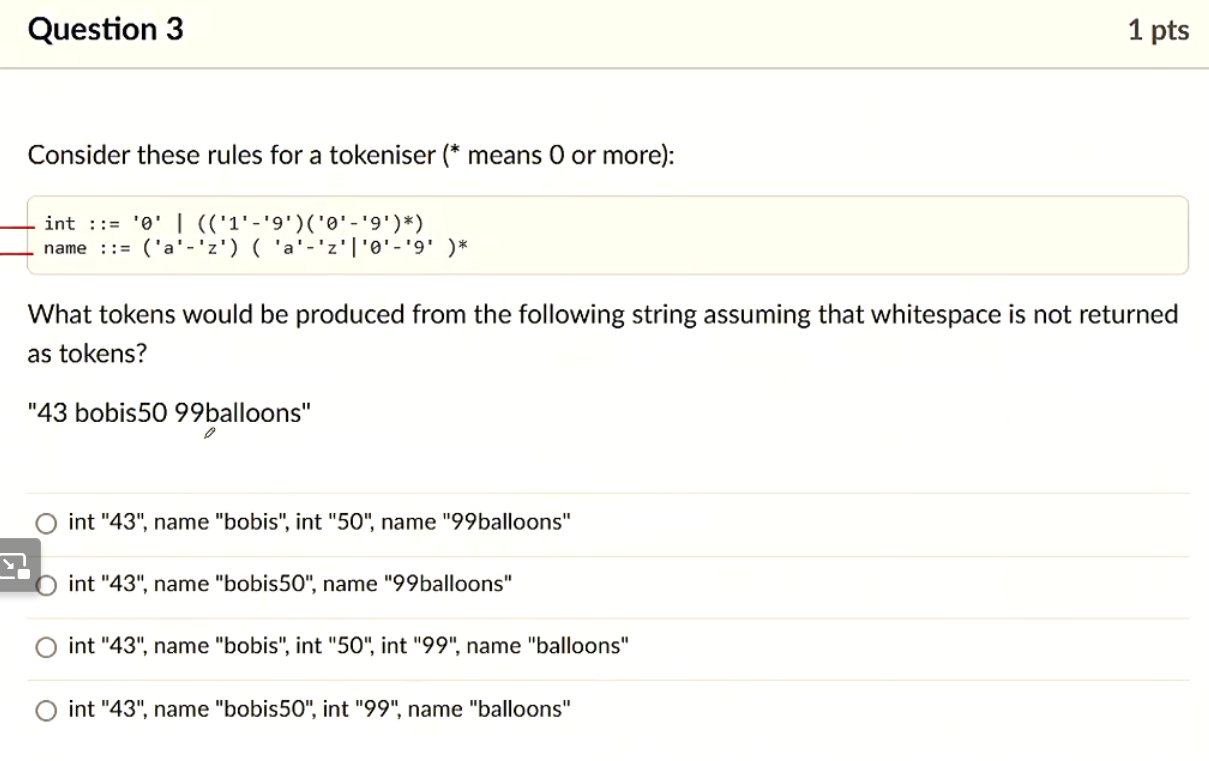 Question 3
1 pts
Consider these rules for a tokeniser (* means 0 or more):
int ::= '0' | (('1'-'9')('0'-'9')*)
name ::= ('a'-'z') ( 'a'-'z'|'0'-'9' )*
What tokens would be produced from the following string assuming that whitespace is not returned
as tokens?
"43 bobis50 99balloons"
int "43", name "bobis", int "50", name "99balloons"
int "43", name "bobis50", name "99balloons"
int "43", name "bobis", int "50", int "99", name "balloons"
int "43", name "bobis50", int "99", name "balloons"